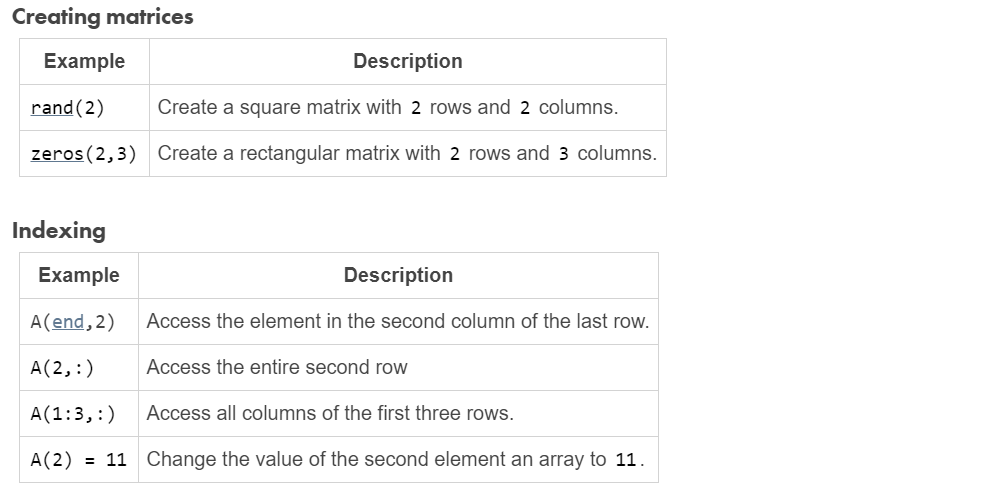 Creating matrices
Example Description
rand(2) Create a square matrix with 2 rows and 2 columns.
zeros(2,3) Create a rectangular matrix with 2 rows and 3 columns.
Indexing
Example Description
A(end,2) Access the element in the second column of the last row.
A(2,:) Access the entire second row
A(1:3,:) Access all columns of the first three rows.
A(2) = 11 Change the value of the second element an array to 11.